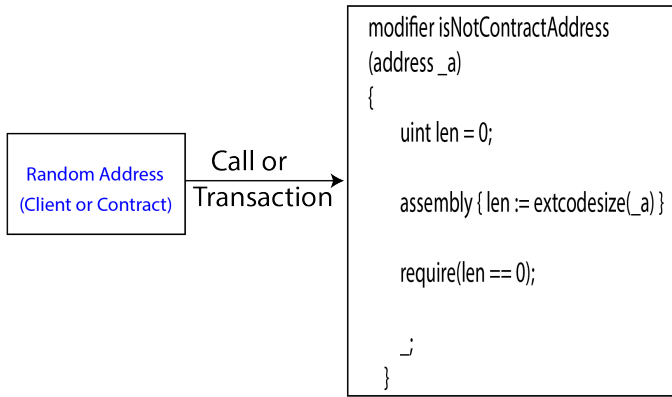 Random Address
(Client or Contract)
Call or
Transaction
modifier isNotContractAddress
(address _a)
{
uint len = 0;
assembly { len := extcodesize(_a) }
require(len == 0);
_;
}